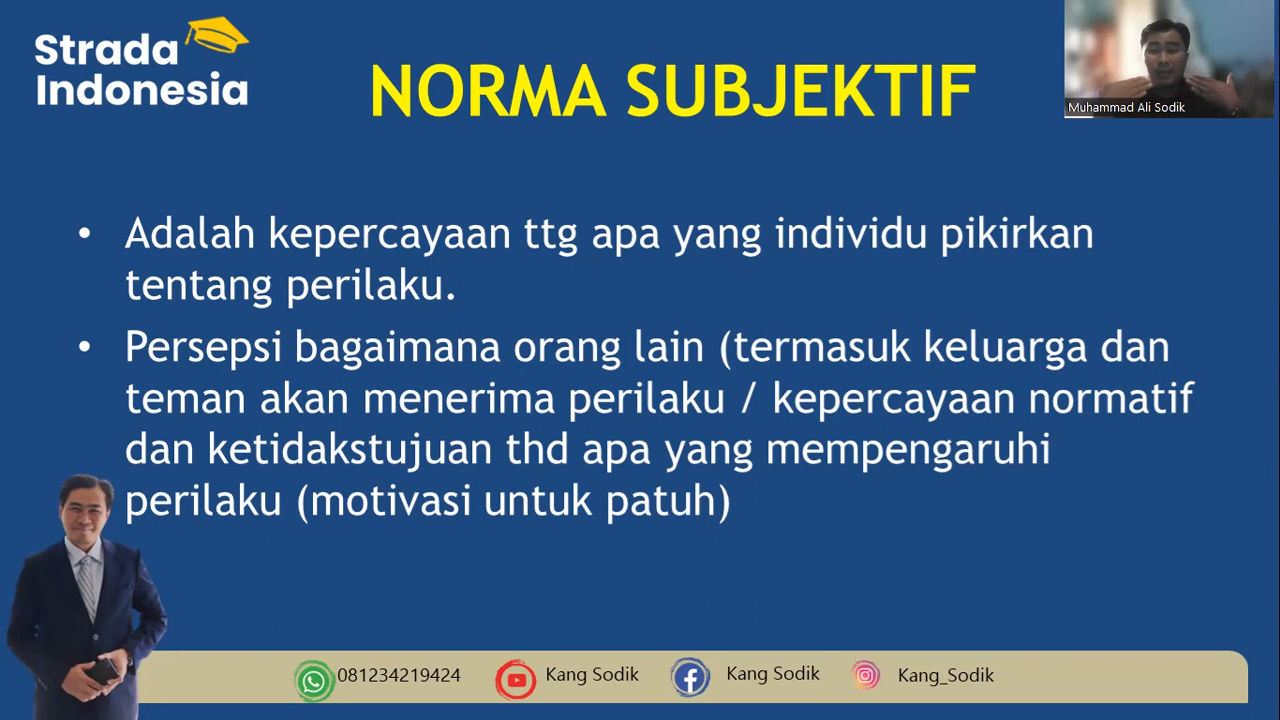 Strada
Indonesia
NORMA SUBJEKTIF
Muhammad Ali Sodik
• Adalah kepercayaan ttg apa yang individu pikirkan
tentang perilaku.
• Persepsi bagaimana orang lain (termasuk keluarga dan
teman akan menerima perilaku / kepercayaan normatif
dan ketidakstujuan thd apa yang mempengaruhi
perilaku (motivasi untuk patuh)
081234219424 Kang Sodik Kang Sodik Kang_Sodik